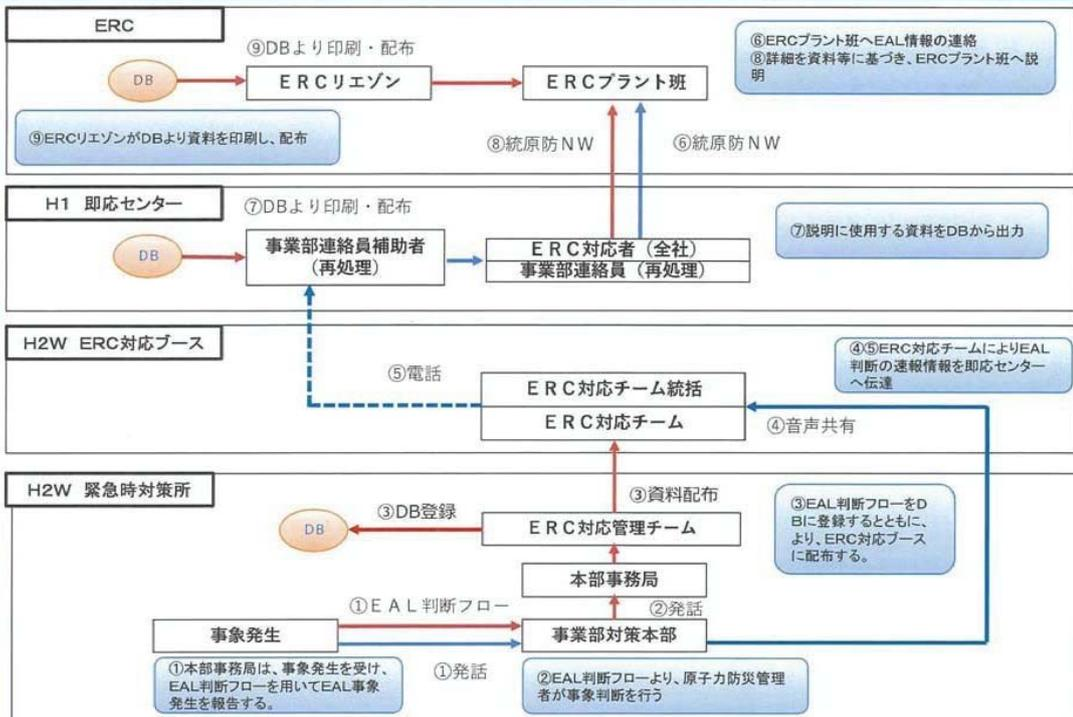 ERC
⑨DBより印刷・配布
DB
ERCリエゾン
ERCプラント班
⑥ERCプラント班へEAL情報の連絡
⑧詳細を資料等に基づき、ERCプラント班へ説
明
⑨ERCリエゾンがDBより資料を印刷し、配布
⑧統原防NW
⑥統原防NW
H1 即応センター
⑦DBより印刷・配布
DB
事業部連絡員補助者
(再処理)
ERC対応者(全社)
事業部連絡員(再処理)
⑦説明に使用する資料をDBから出力
H2W ERC対応ブース
⑤電話
ERC対応チーム統括
ERC対応チーム
④音声共有
④⑤ERC対応チームによりEAL
判断の速報情報を即応センター
へ伝達
H2W 緊急時対策所
③資料配布
③DB登録
DB
ERC対応管理チーム
③EAL判断フローをD
Bに登録するとともに、
より、ERC対応ブース
に配布する。
本部事務局
①EAL判断フロー
②発話
事象発生
事業部対策本部
①発話
①本部事務局は、事象発生を受け、
EAL判断フローを用いてEAL事象
発生を報告する。
②EAL判断フローより、原子力防災管理
者が事象判断を行う